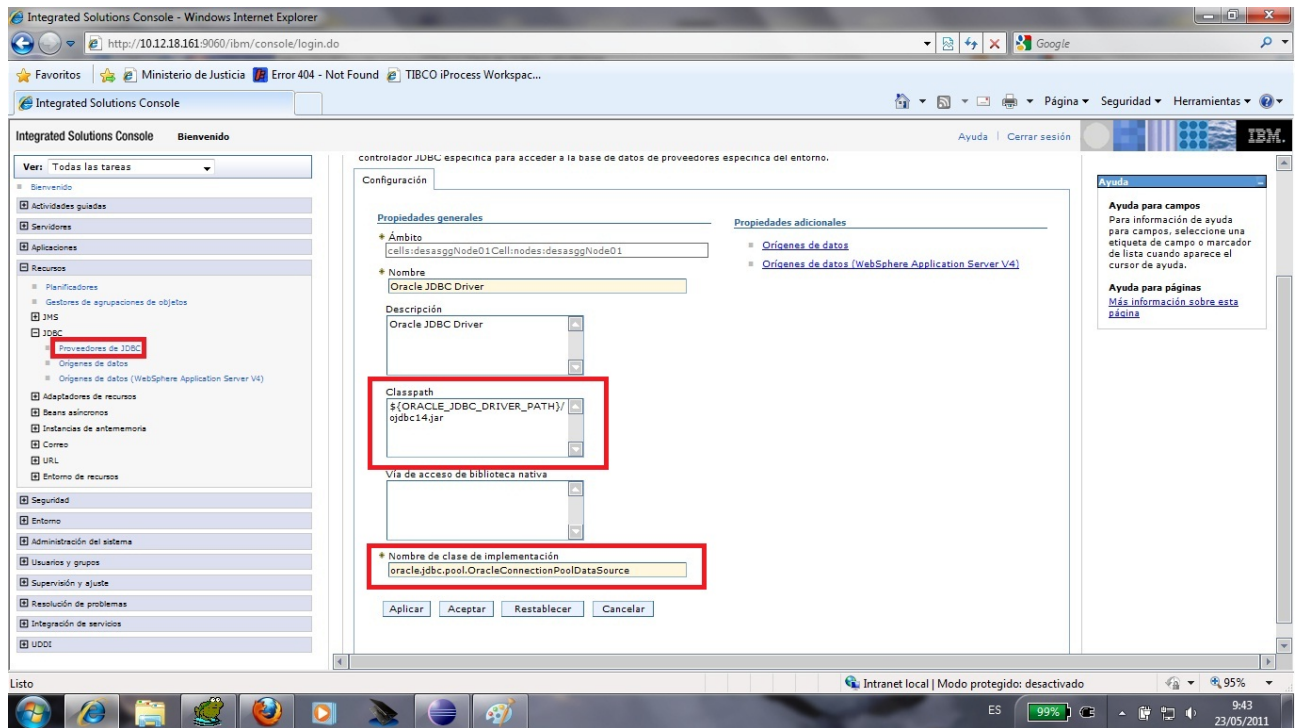 Integrated Solutions Console - Windows Internet Explorer
http://10.12.18.161:9060/ibm/console/login.do
Google
Favoritos
Ministerio de Justicia
Error 404 - Not Found
TIBCO iProcess Workspac...
Integrated Solutions Console
Página
Seguridad
Herramientas
Integrated Solutions Console
Bienvenido
Ayuda
Cerrar sesión
IBM.
Ver: Todas las tareas
Bienvenido
Actividades guiadas
Servidores
Aplicaciones
Recursos
Planificadores
Gestores de agrupaciones de objetos
JMS
JDBC
Proveedores de JDBC
Orígenes de datos
Orígenes de datos (WebSphere Application Server V4)
Adaptadores de recursos
Beans asíncronos
Instancias de antememoria
Correo
URL
Entorno de recursos
Seguridad
Entorno
Administración del sistema
Usuarios y grupos
Supervisión y ajuste
Resolución de problemas
Integración de servicios
UDDI
controlador JDBC específica para acceder a la base de datos de proveedores específica del entorno.
Configuración
Propiedades generales
* Ámbito
cells:desasggNode01Cell:nodes:desasggNode01
* Nombre
Oracle JDBC Driver
Descripción
Oracle JDBC Driver
Classpath
${ORACLE_JDBC_DRIVER_PATH}/
ojdbc14.jar
Vía de acceso de biblioteca nativa
* Nombre de clase de implementación
oracle.jdbc.pool.OracleConnectionPoolDataSource
Aplicar
Aceptar
Restablecer
Cancelar
Propiedades adicionales
Orígenes de datos
Orígenes de datos (WebSphere Application Server V4)
Ayuda
Ayuda para campos
Para información de ayuda
para campos, seleccione una
etiqueta de campo o marcador
de lista cuando aparece el
cursor de ayuda.
Ayuda para páginas
Más información sobre esta
página
Listo
Intranet local | Modo protegido: desactivado
95%
ES
99%
9:43
23/05/2011